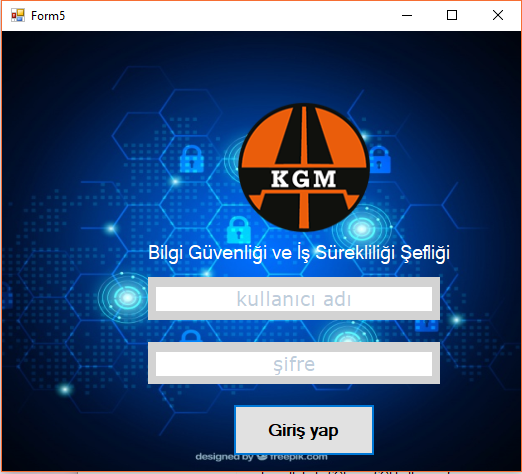 Form5
KGM
Bilgi Güvenliği ve İş Sürekliliği Şefliği
kullanıcı adı
şifre
Giriş yap
designed by freepik.com